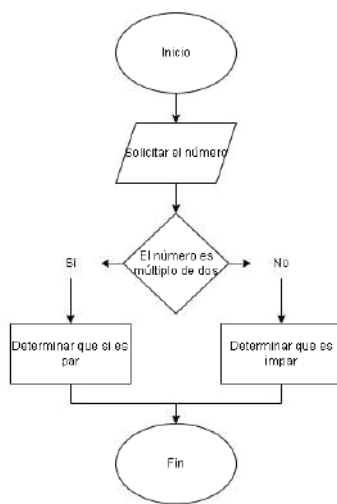 Inicio
Solicitar el número
El número es
múltiplo de dos
Si
No
Determinar que si es
par
Determinar que es
impar
Fin